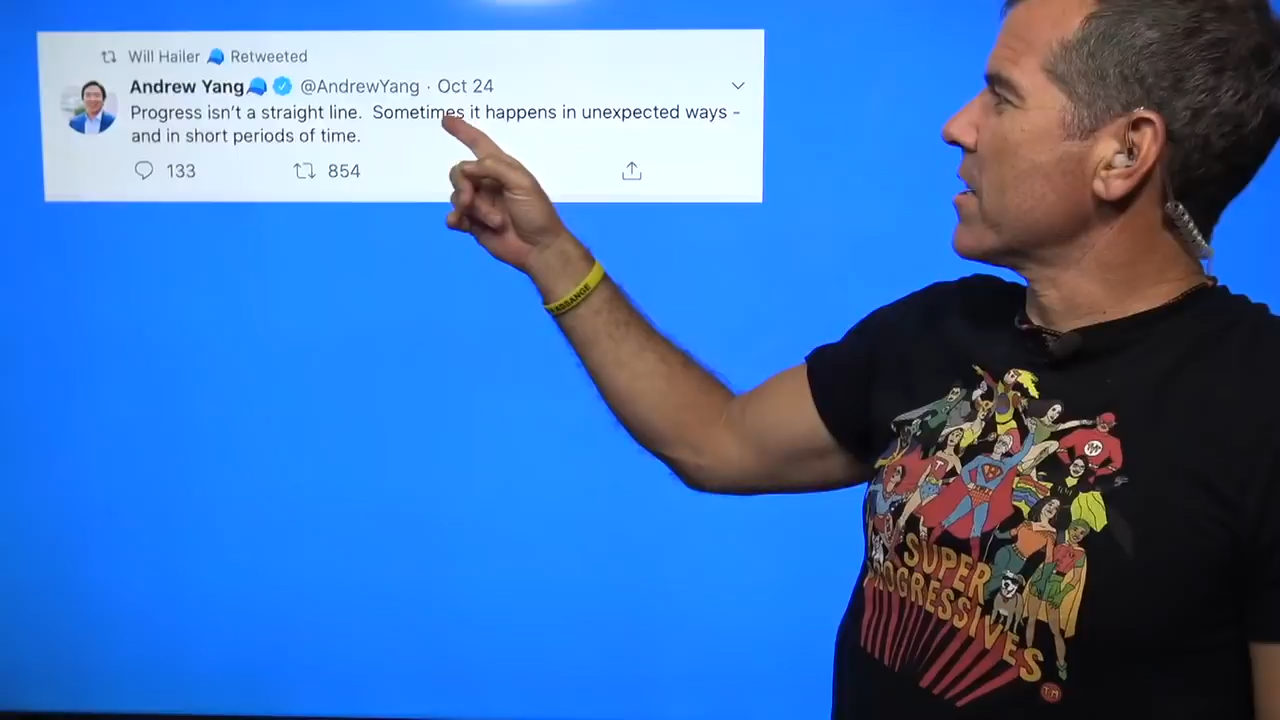 Will Hailer Retweeted
Andrew Yang @AndrewYang · Oct 24
Progress isn't a straight line. Sometimes it happens in unexpected ways -
and in short periods of time.
133 854
ASSANGE
SUPER
PROGRESSIVES